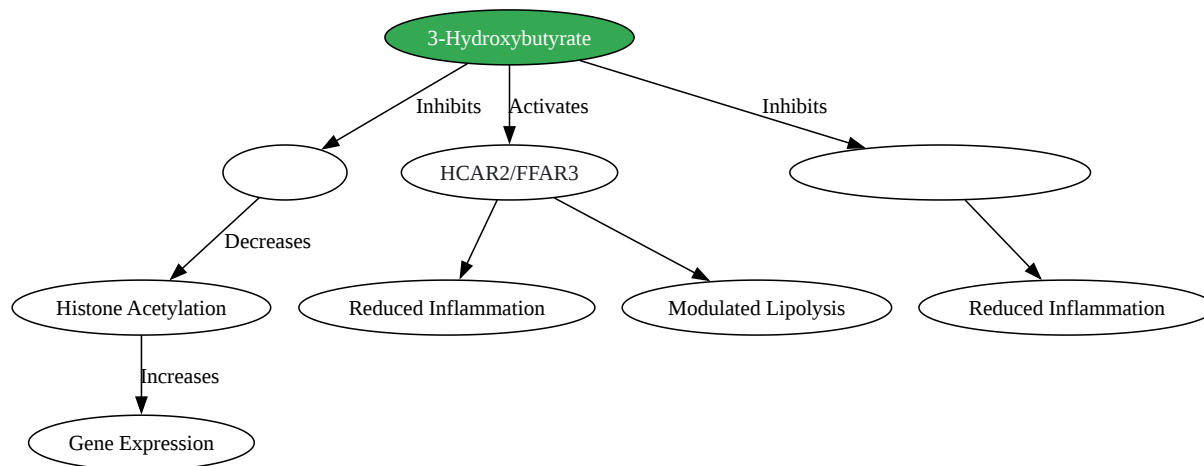 3-Hydroxybutyrate
Inhibits
Activates
Inhibits
HCAR2/FFAR3
Decreases
Histone Acetylation
Reduced Inflammation
Modulated Lipolysis
Reduced Inflammation
Increases
Gene Expression